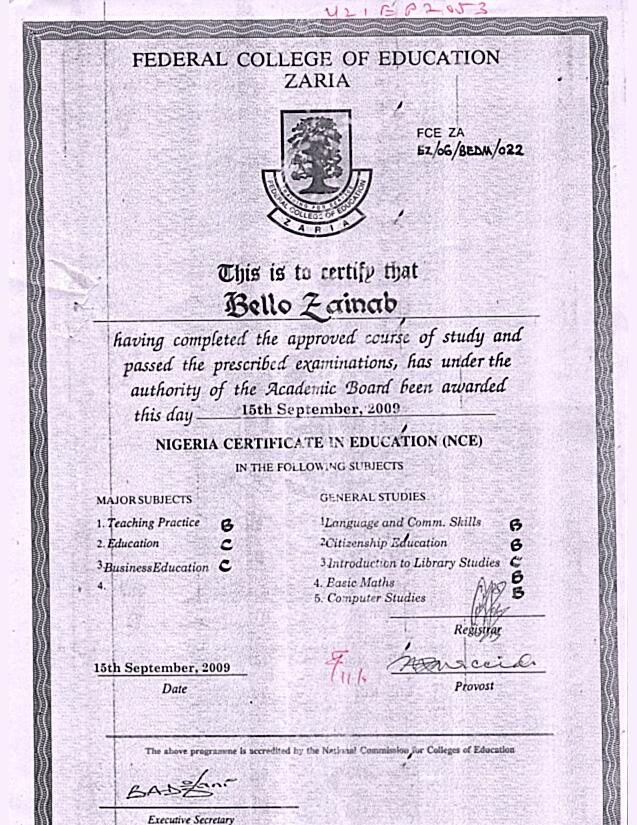 U21EP2053
FEDERAL COLLEGE OF EDUCATION
ZARIA
FCE ZA
EZ/06/BEDM/022
FEDERAL COLLEGE OF EDUCATION
ZARIA
This is to certify that
Bello Zainab
having completed the approved course of study and
passed the prescribed examinations, has under the
authority of the Academic Board been awarded
this day 15th September, 2009
NIGERIA CERTIFICATE IN EDUCATION (NCE)
IN THE FOLLOWING SUBJECTS
MAJOR SUBJECTS
1. Teaching Practice B
2. Education C
3 Business Education C
4.
GENERAL STUDIES
1 Language and Comm. Skills B
2 Citizenship Education B
3 Introduction to Library Studies C
4. Basic Maths B
5. Computer Studies B
Registrar
15th September, 2009
Date
Provost
The above programme is accredited by the National Commission for Colleges of Education
Executive Secretary